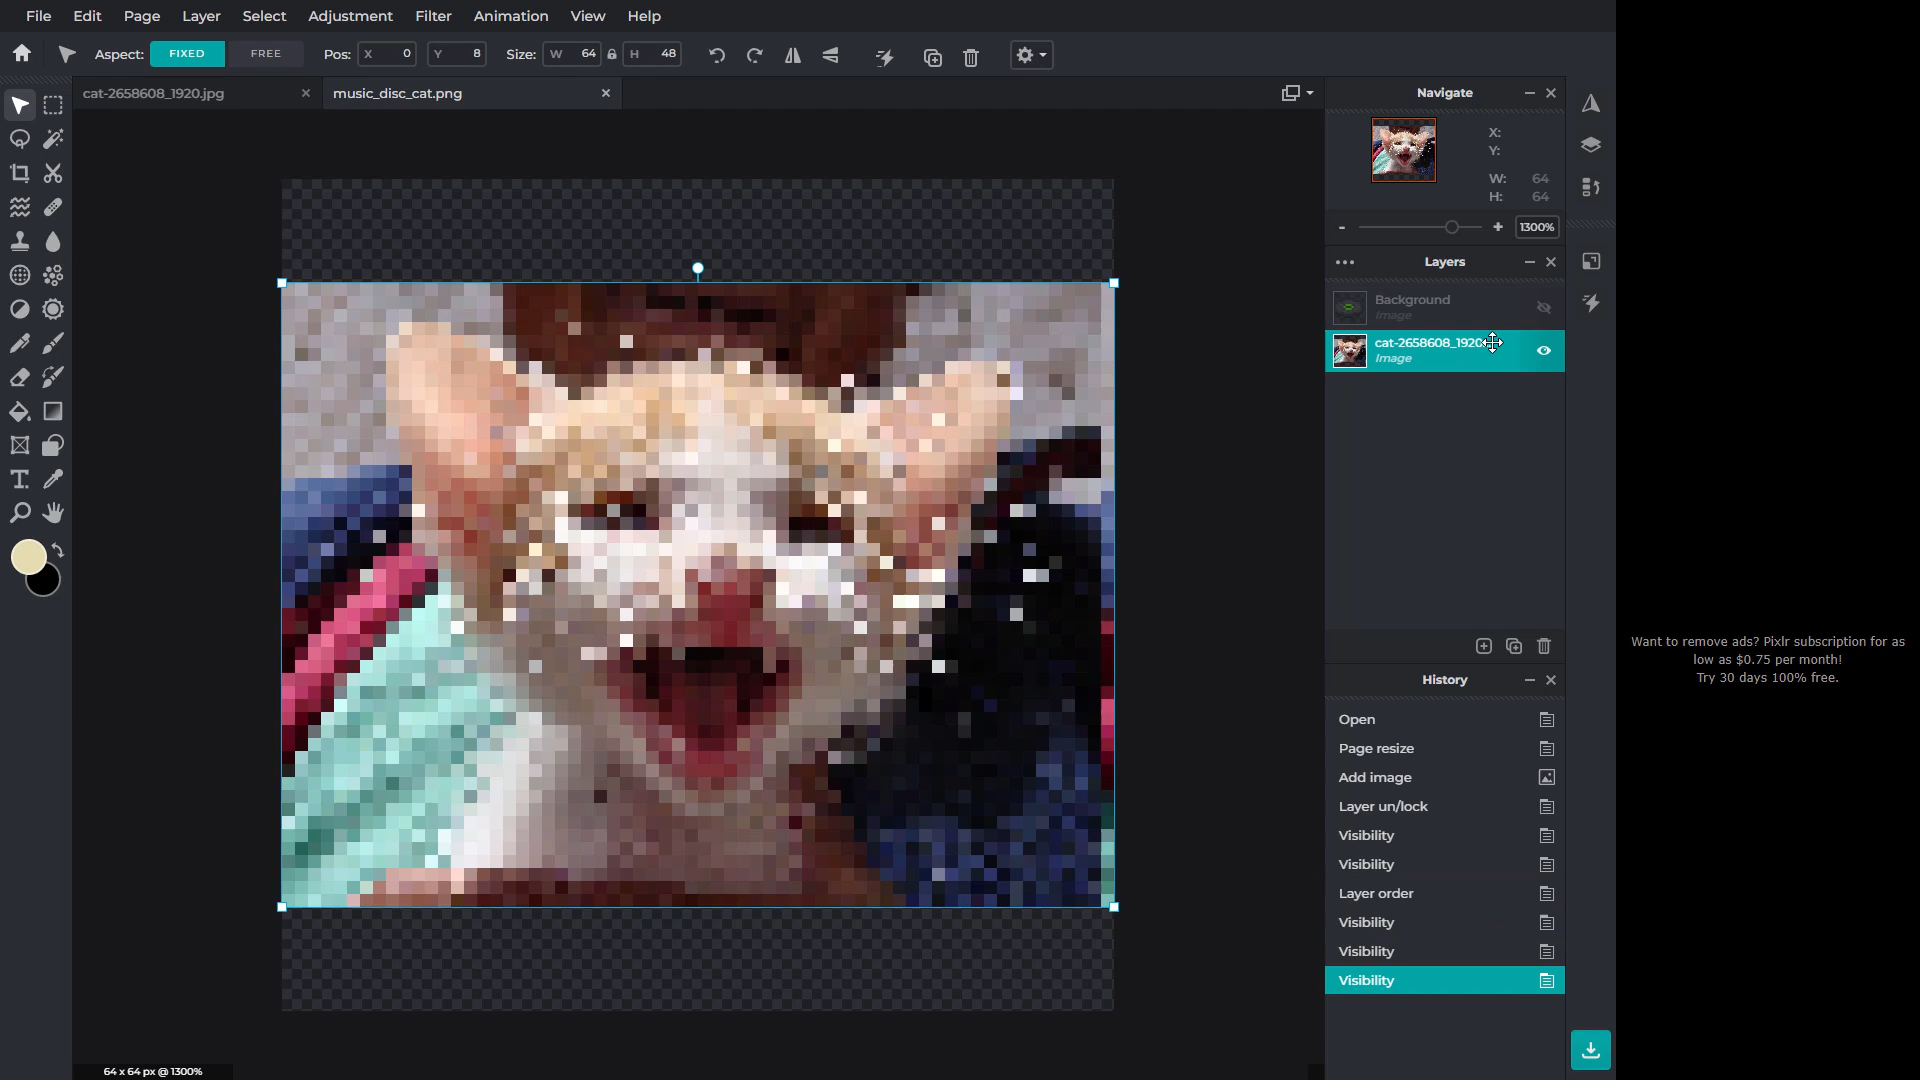 File Edit Page Layer Select Adjustment Filter Animation View Help
Aspect: FIXED FREE Pos: X 0 Y 8 Size: W 64 H 48
cat-2658608_1920.jpg
music_disc_cat.png
Navigate
X:
Y:
W: 64
H: 64
- + 1300%
Layers
Background
Image
cat-2658608_1920
Image
History
Open
Page resize
Add image
Layer un/lock
Visibility
Visibility
Layer order
Visibility
Visibility
Visibility
Want to remove ads? Pixlr subscription for as
low as $0.75 per month!
Try 30 days 100% free.
64 x 64 px @ 1300%